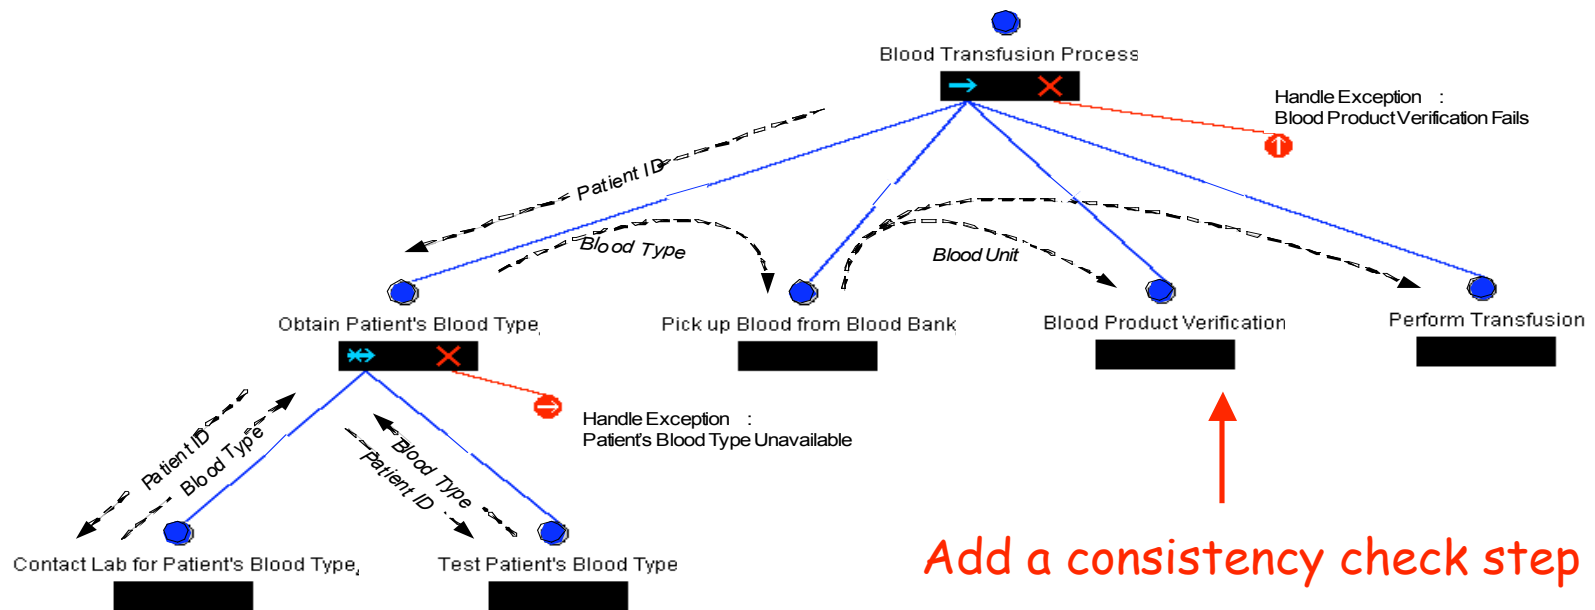 Blood Transfusion Process
Handle Exception :
Blood Product Verification Fails
Patient ID
Blood Type
Blood Unit
Obtain Patient's Blood Type
Pick up Blood from Blood Bank
Blood Product Verification
Perform Transfusion
Handle Exception :
Patient's Blood Type Unavailable
Patient ID
Blood Type
Blood Type
Patient ID
Contact Lab for Patient's Blood Type
Test Patient's Blood Type
Add a consistency check step